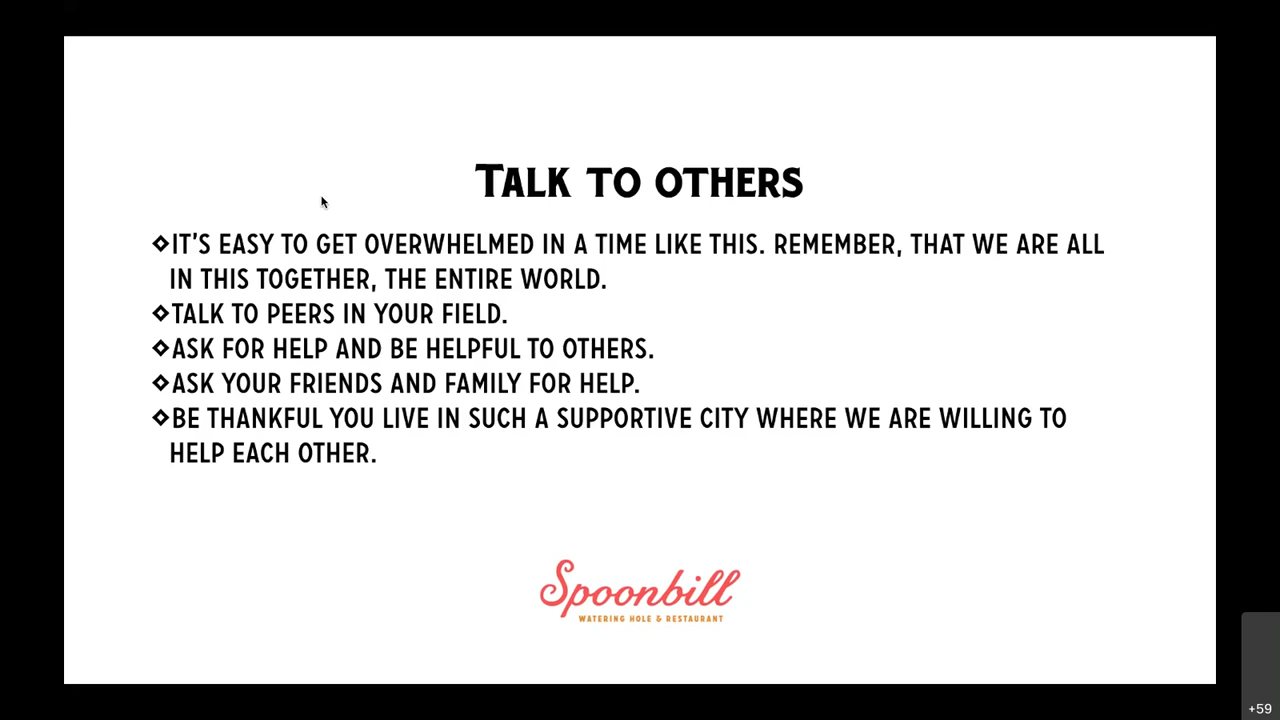 TALK TO OTHERS
⋄IT'S EASY TO GET OVERWHELMED IN A TIME LIKE THIS. REMEMBER, THAT WE ARE ALL
IN THIS TOGETHER, THE ENTIRE WORLD.
⋄TALK TO PEERS IN YOUR FIELD.
⋄ASK FOR HELP AND BE HELPFUL TO OTHERS.
⋄ASK YOUR FRIENDS AND FAMILY FOR HELP.
⋄BE THANKFUL YOU LIVE IN SUCH A SUPPORTIVE CITY WHERE WE ARE WILLING TO
HELP EACH OTHER.
Spoonbill
WATERING HOLE & RESTAURANT
+59